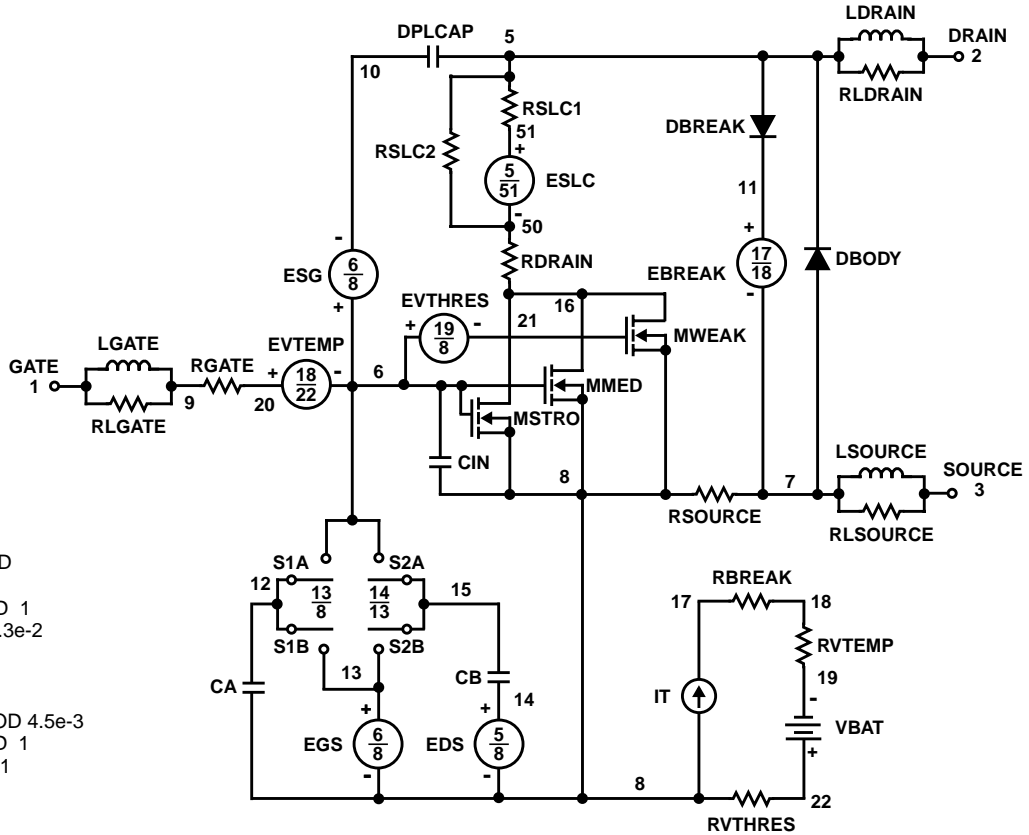 LDRAIN
DPLCAP
5
DRAIN
2
10
RLDRAIN
RSLC1
DBREAK
51
+
RSLC2
5
51
ESLC
11
-
50
+
-
RDRAIN
17
18
DBODY
ESG
6
8
EBREAK
+
EVTHRES
16
-
+
19
8
-
21
MWEAK
LGATE
EVTEMP
GATE
1
RGATE
+
18
22
-
6
MMED
9
20
MSTRO
RLGATE
LSOURCE
CIN
8
7
SOURCE
3
RSOURCE
RLSOURCE
S1A
S2A
D
12
13
8
14
13
15
RBREAK
D 1
17
18
.3e-2
S1B
S2B
RVTEMP
13
CB
19
CA
14
IT
-
OD 4.5e-3
+
+
VBAT
D 1
EGS
6
8
EDS
5
8
+
1
-
-
8
22
RVTHRES